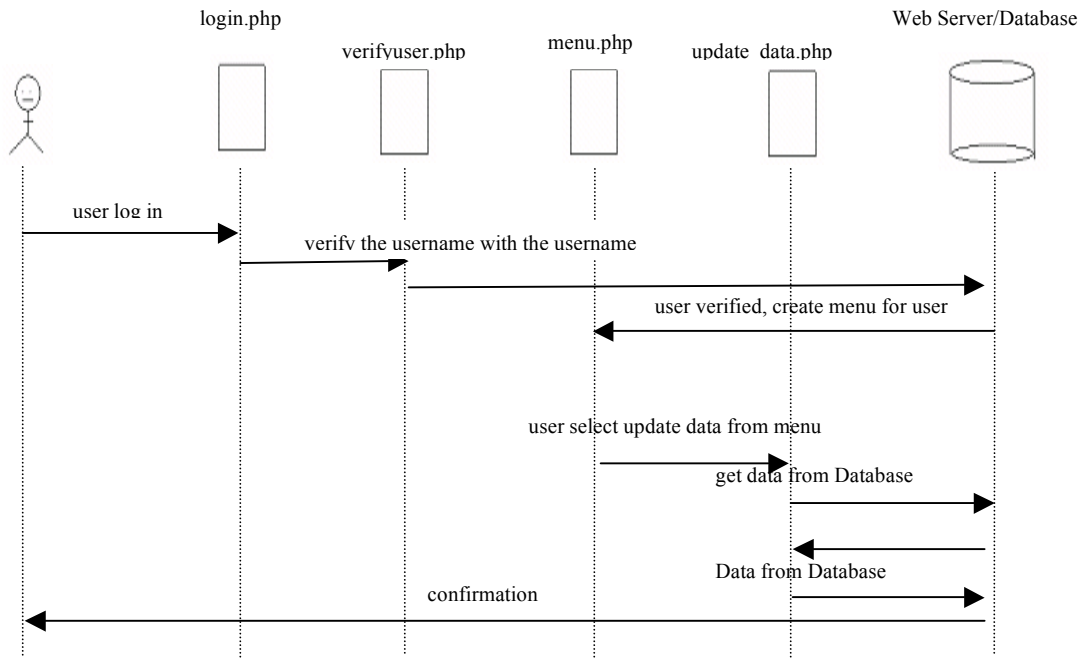 login.php
Web Server/Database
menu.php
verifyuser.php
update_data.php
user log in
verify the username with the username
user verified, create menu for user
user select update data from menu
get data from Database
Data from Database
confirmation